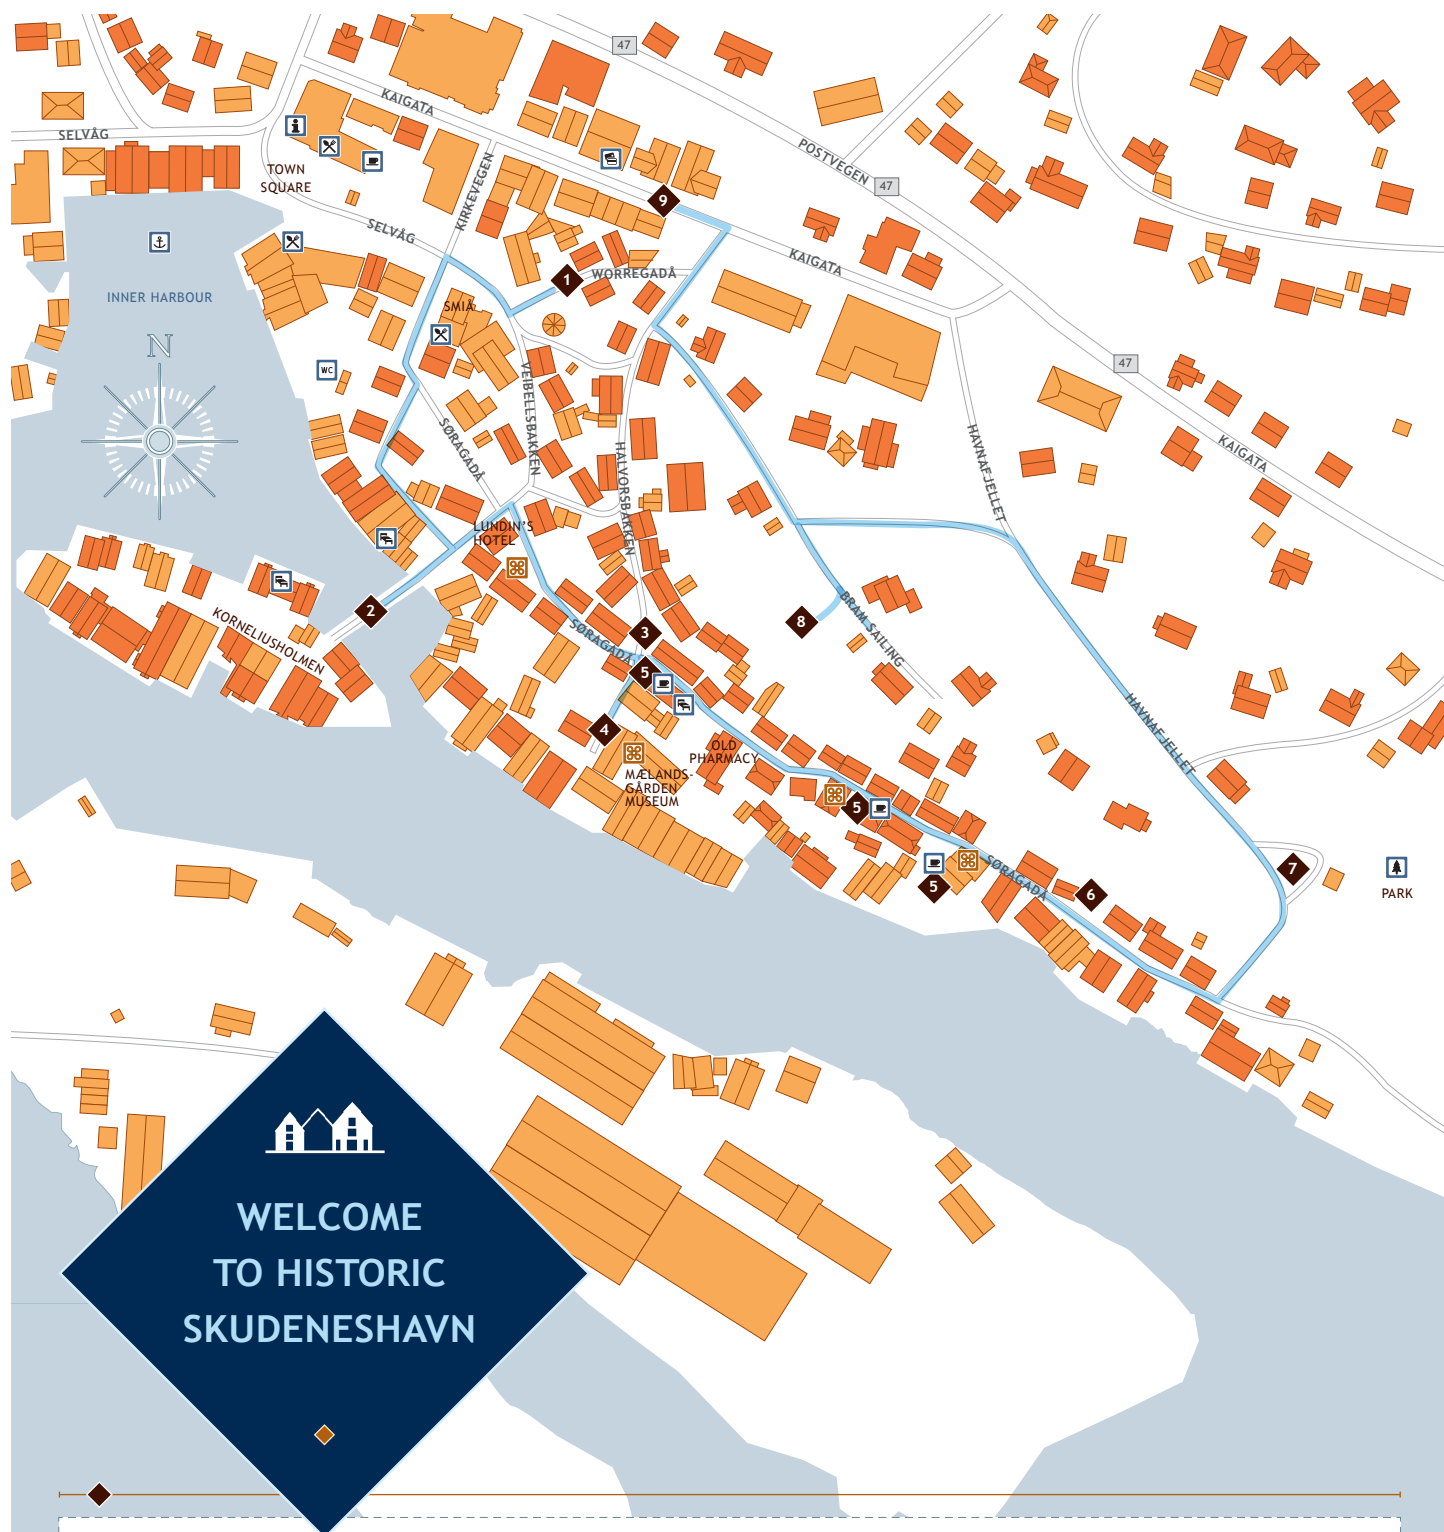 47
KAIGATA
SELVÅG
POSTVEGEN
TOWN
SQUARE
KIRKEVEGEN
47
9
SELVÅG
KAIGATA
INNER HARBOUR
WORREGADÅ
1
SMIÅ
N
WC
47
VEIBELLSBAKKEN
SØRAGADÅ
HALVORSBAKKEN
HAVNAFJELLET
KAIGATA
LUNDIN'S
HOTEL
2
KORNELIUSHOLMEN
3
SØRAGADÅ
8
BRAM SAILING
5
4
OLD
PHARMACY
MÆLANDS-
GÅRDEN
MUSEUM
HAVNAFJELLET
5
5
SØRAGADÅ
6
7
PARK
WELCOME
TO HISTORIC
SKUDENESHAVN